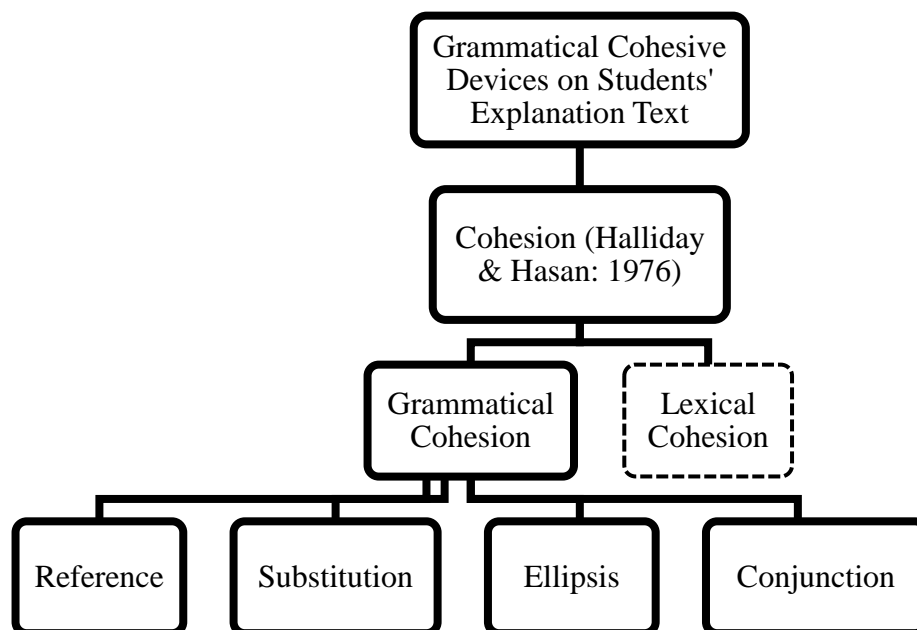 Grammatical Cohesive
Devices on Students'
Explanation Text
Cohesion (Halliday
& Hasan: 1976)
Grammatical
Cohesion
Lexical
Cohesion
Reference
Substitution
Ellipsis
Conjunction